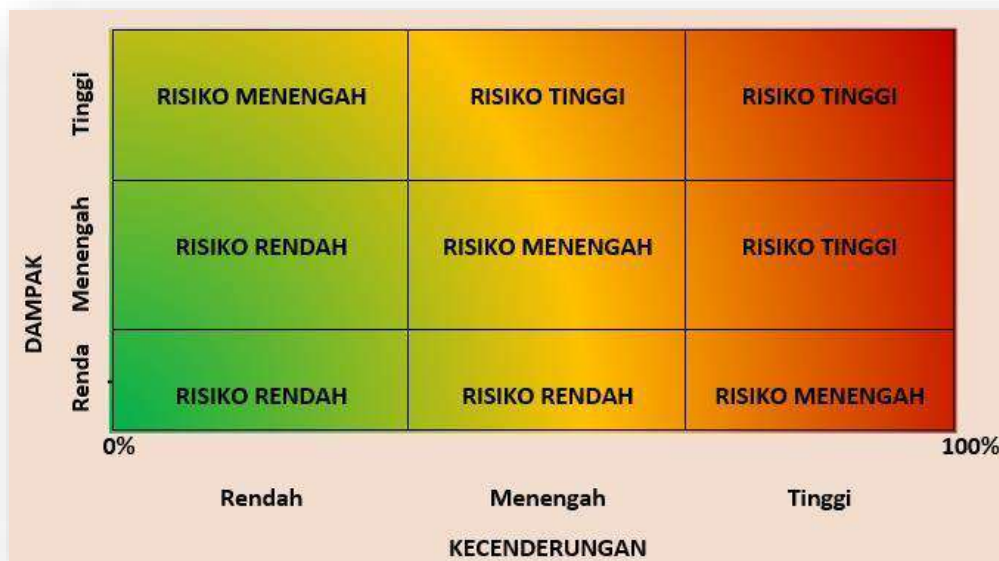 Tinggi
RISIKO MENENGAH
RISIKO TINGGI
RISIKO TINGGI
DAMPAK
Menengah
RISIKO RENDAH
RISIKO MENENGAH
RISIKO TINGGI
Renda
RISIKO RENDAH
RISIKO RENDAH
RISIKO MENENGAH
0%
100%
Rendah
Menengah
Tinggi
KECENDERUNGAN